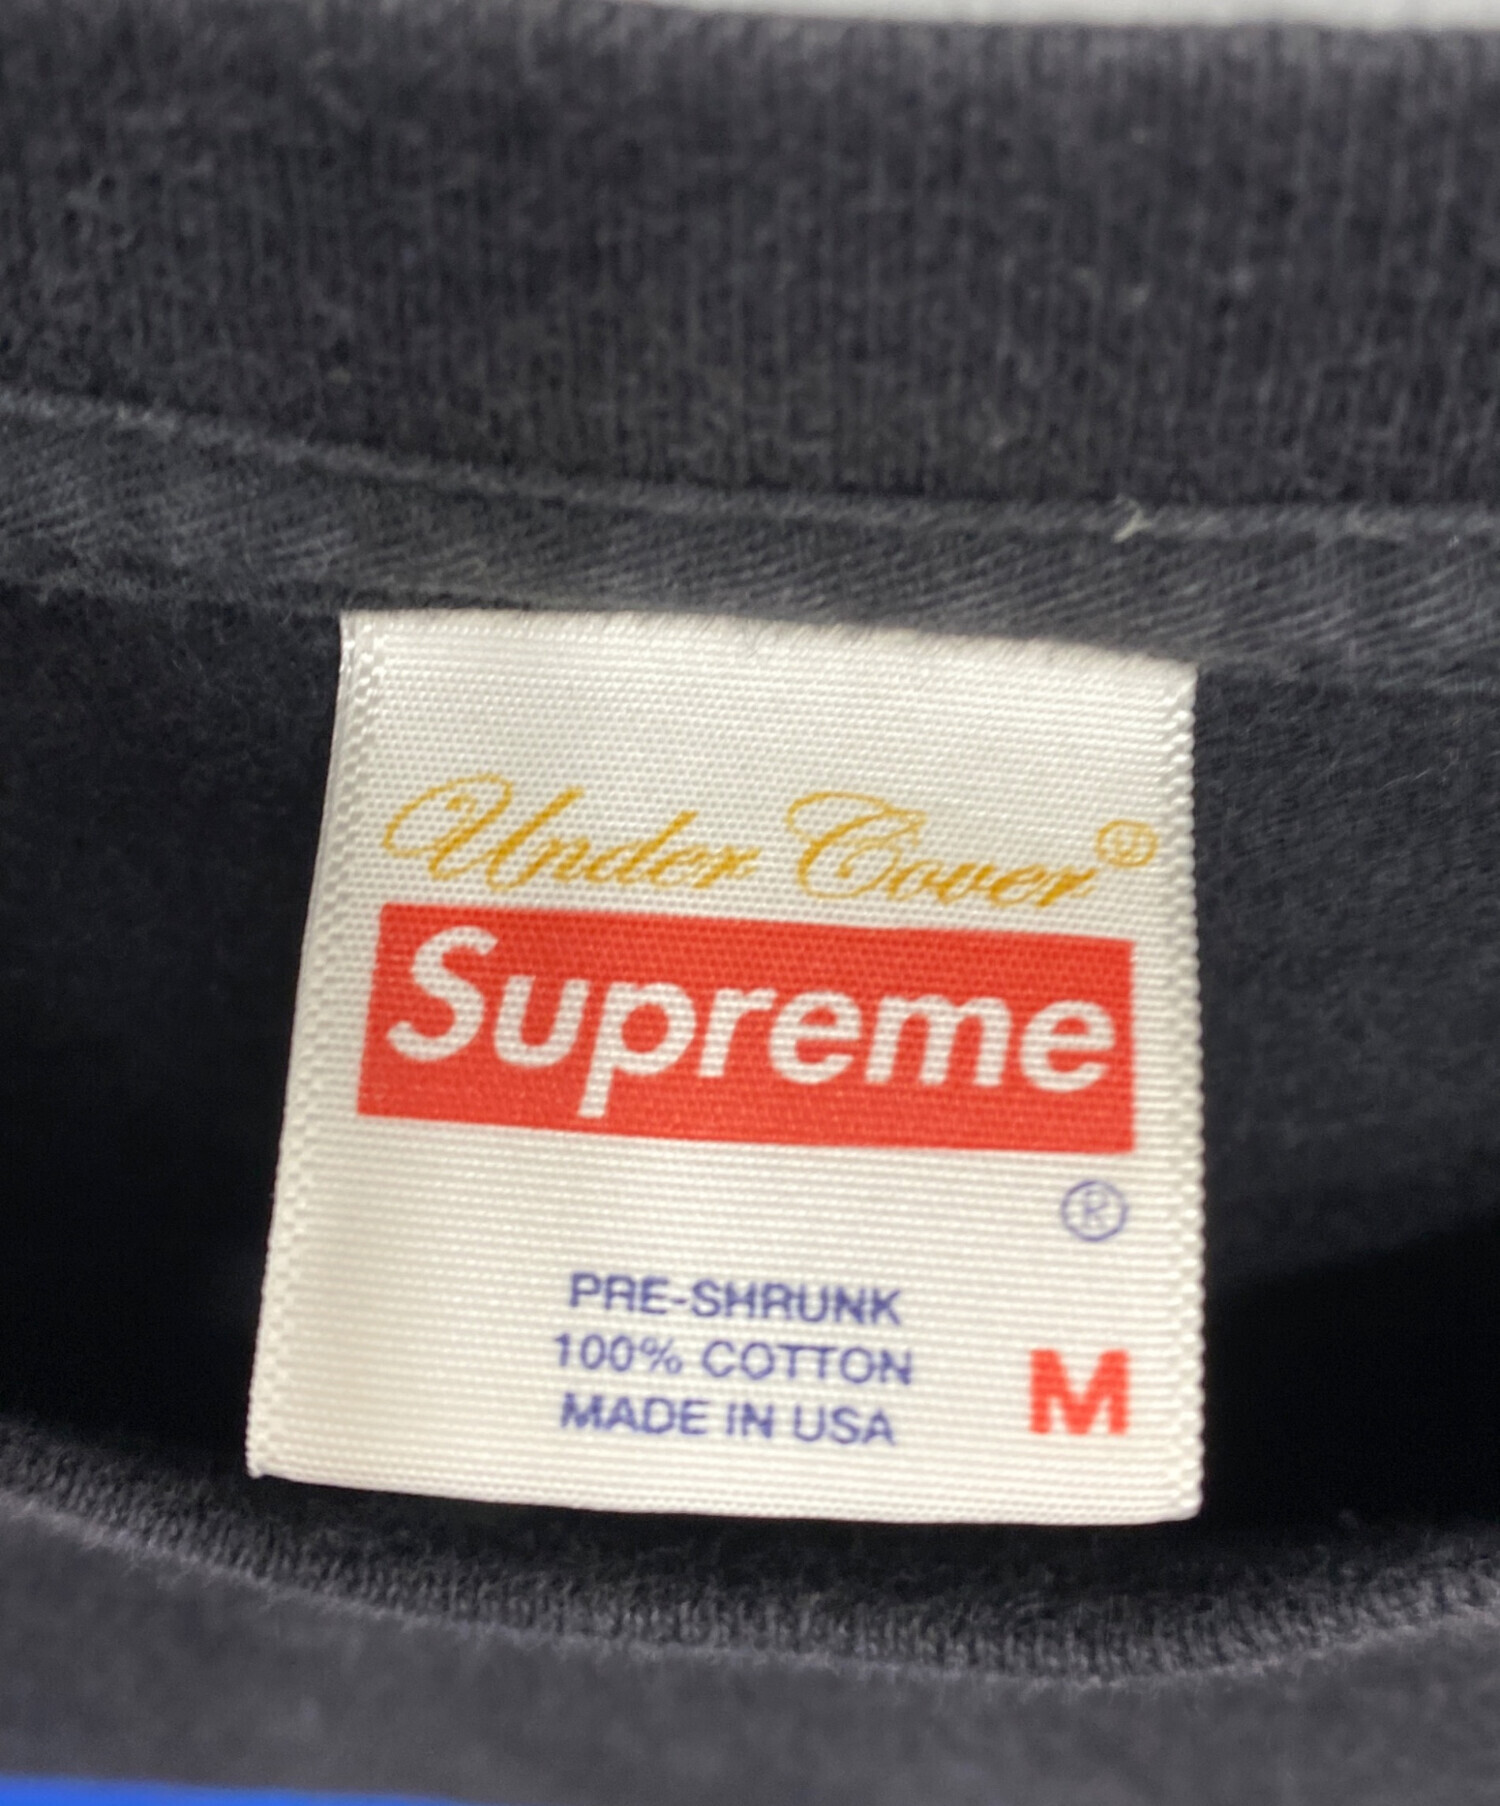 Under Cover
Supreme
®
PRE-SHRUNK
100% COTTON
MADE IN USA
M